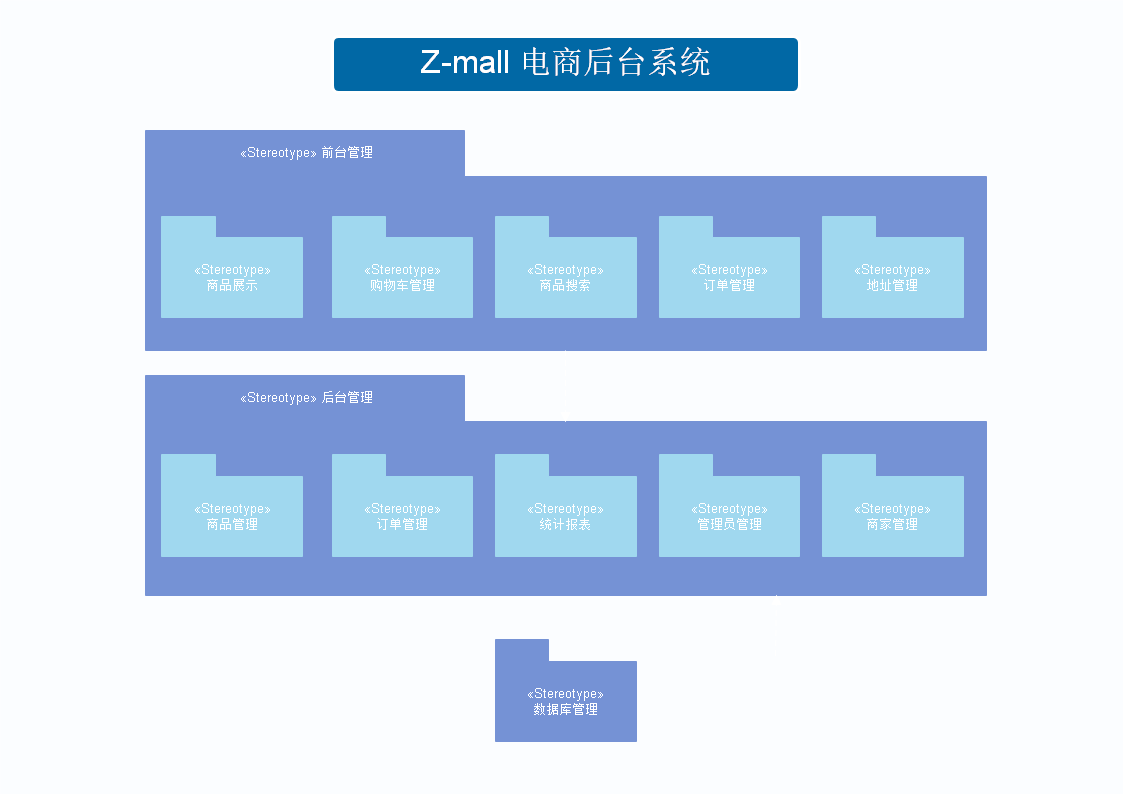 Z-mall 电商后台系统
«Stereotype» 前台管理
«Stereotype»
商品展示
«Stereotype»
购物车管理
«Stereotype»
商品搜索
«Stereotype»
订单管理
«Stereotype»
地址管理
«Stereotype» 后台管理
«Stereotype»
商品管理
«Stereotype»
订单管理
«Stereotype»
统计报表
«Stereotype»
管理员管理
«Stereotype»
商家管理
«Stereotype»
数据库管理